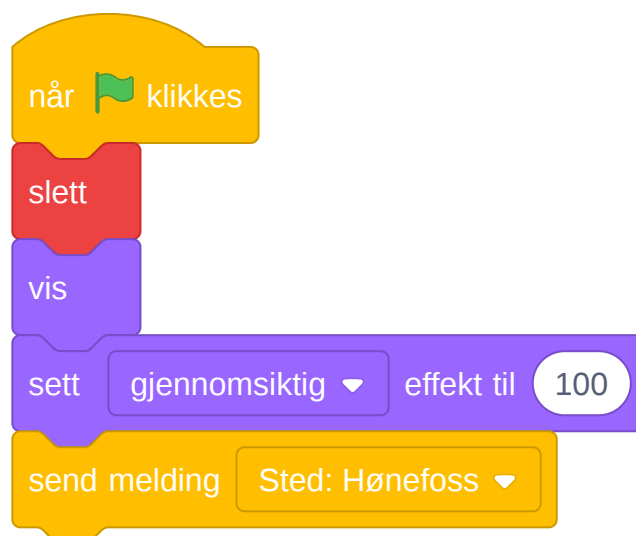 når klikkes
slett
vis
sett gjennomsiktig effekt til 100
send melding Sted: Hønefoss